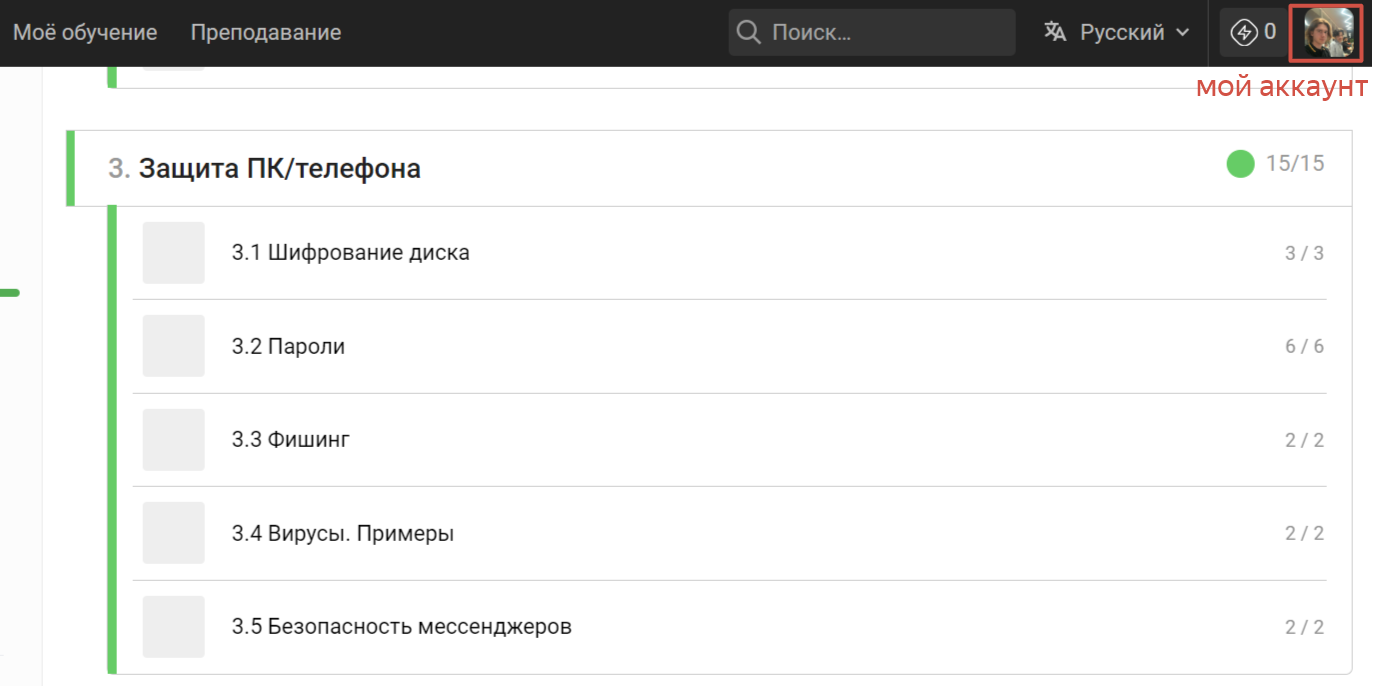 Моё обучение Преподавание Поиск... Русский 0
мой аккаунт
3. Защита ПК/телефона 15/15
3.1 Шифрование диска 3 / 3
3.2 Пароли 6 / 6
3.3 Фишинг 2 / 2
3.4 Вирусы. Примеры 2 / 2
3.5 Безопасность мессенджеров 2 / 2